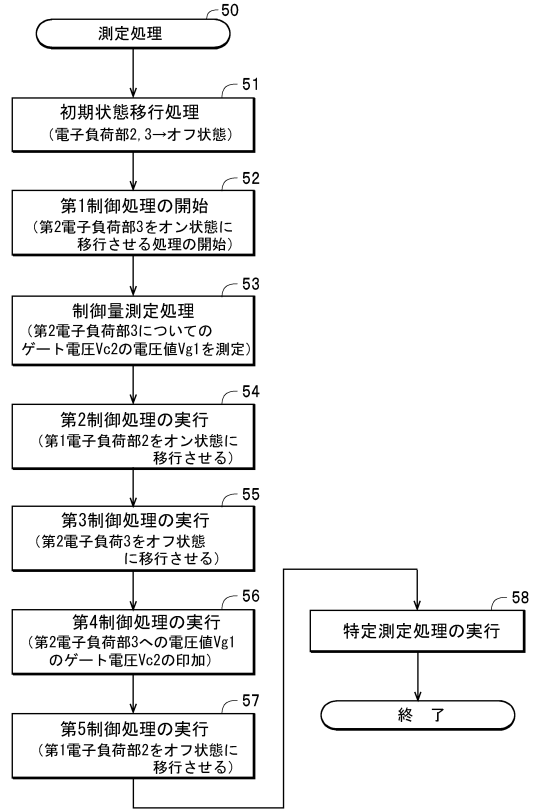 50
測定処理
51
初期状態移行処理
(電子負荷部2,3→オフ状態)
52
第1制御処理の開始
(第2電子負荷部3をオン状態に
移行させる処理の開始)
53
制御量測定処理
(第2電子負荷部3についての
ゲート電圧Vc2の電圧値Vg1を測定)
54
第2制御処理の実行
(第1電子負荷部2をオン状態に
移行させる)
55
第3制御処理の実行
(第2電子負荷3をオフ状態
に移行させる)
56
第4制御処理の実行
(第2電子負荷部3への電圧値Vg1
のゲート電圧Vc2の印加)
57
第5制御処理の実行
(第1電子負荷部2をオフ状態に
移行させる)
58
特定測定処理の実行
終 了